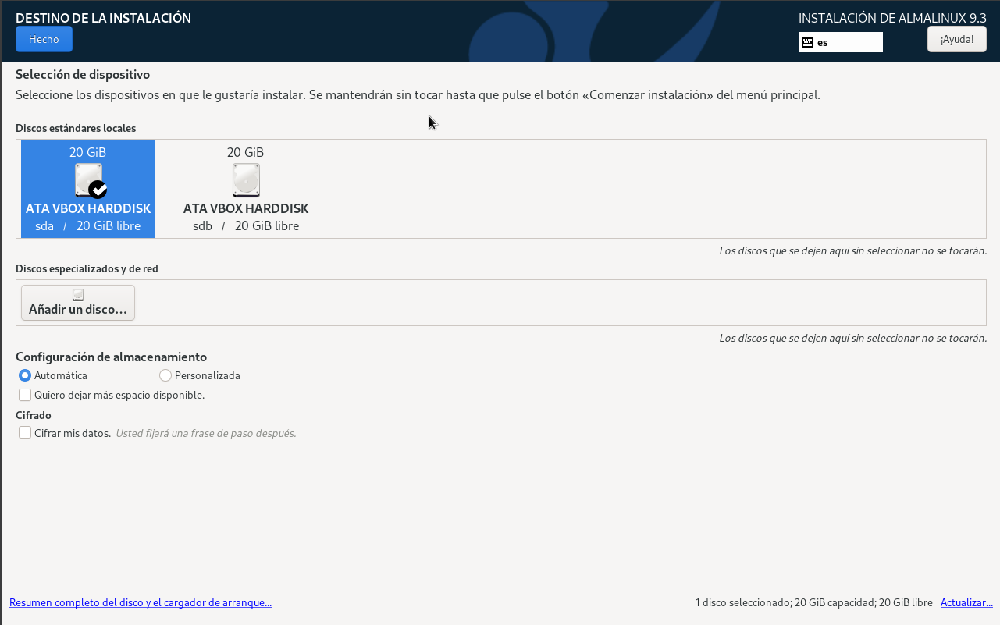 DESTINO DE LA INSTALACIÓN
INSTALACIÓN DE ALMALINUX 9.3
Hecho
es
¡Ayuda!
Selección de dispositivo
Seleccione los dispositivos en que le gustaría instalar. Se mantendrán sin tocar hasta que pulse el botón «Comenzar instalación» del menú principal.
Discos estándares locales
20 GiB
ATA VBOX HARDDISK
sda / 20 GiB libre
20 GiB
ATA VBOX HARDDISK
sdb / 20 GiB libre
Los discos que se dejen aquí sin seleccionar no se tocarán.
Discos especializados y de red
Añadir un disco...
Los discos que se dejen aquí sin seleccionar no se tocarán.
Configuración de almacenamiento
Automática
Personalizada
Quiero dejar más espacio disponible.
Cifrado
Cifrar mis datos. Usted fijará una frase de paso después.
Resumen completo del disco y el cargador de arranque...
1 disco seleccionado; 20 GiB capacidad; 20 GiB libre
Actualizar...